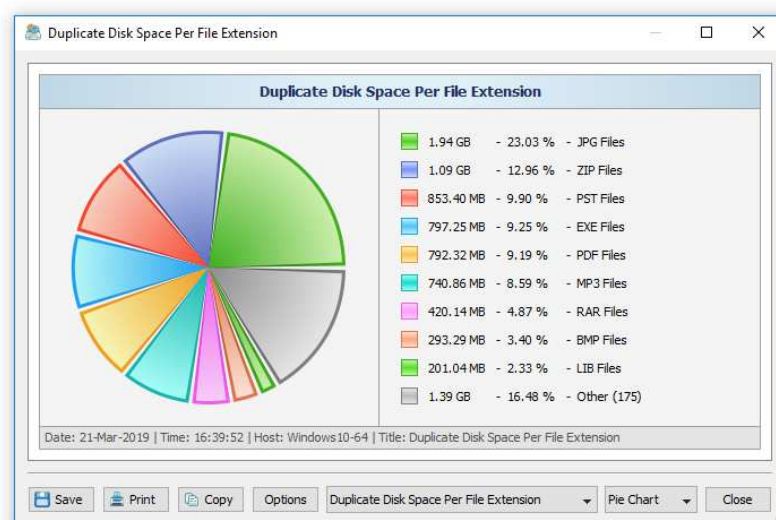 Duplicate Disk Space Per File Extension
Duplicate Disk Space Per File Extension
1.94 GB - 23.03 % - JPG Files
1.09 GB - 12.96 % - ZIP Files
853.40 MB - 9.90 % - PST Files
797.25 MB - 9.25 % - EXE Files
792.32 MB - 9.19 % - PDF Files
740.86 MB - 8.59 % - MP3 Files
420.14 MB - 4.87 % - RAR Files
293.29 MB - 3.40 % - BMP Files
201.04 MB - 2.33 % - LIB Files
1.39 GB - 16.48 % - Other (175)
Date: 21-Mar-2019 | Time: 16:39:52 | Host: Windows10-64 | Title: Duplicate Disk Space Per File Extension
Save Print Copy Options Duplicate Disk Space Per File Extension Pie Chart Close